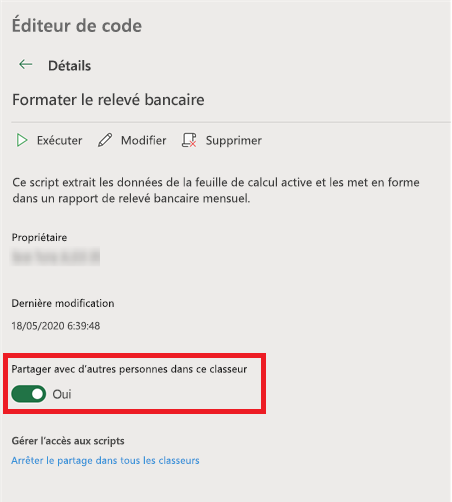 Éditeur de code
Détails
Formater le relevé bancaire
Exécuter Modifier Supprimer
Ce script extrait les données de la feuille de calcul active et les met en forme
dans un rapport de relevé bancaire mensuel.
Propriétaire
Dernière modification
18/05/2020 6:39:48
Partager avec d'autres personnes dans ce classeur
Oui
Gérer l'accès aux scripts
Arrêter le partage dans tous les classeurs